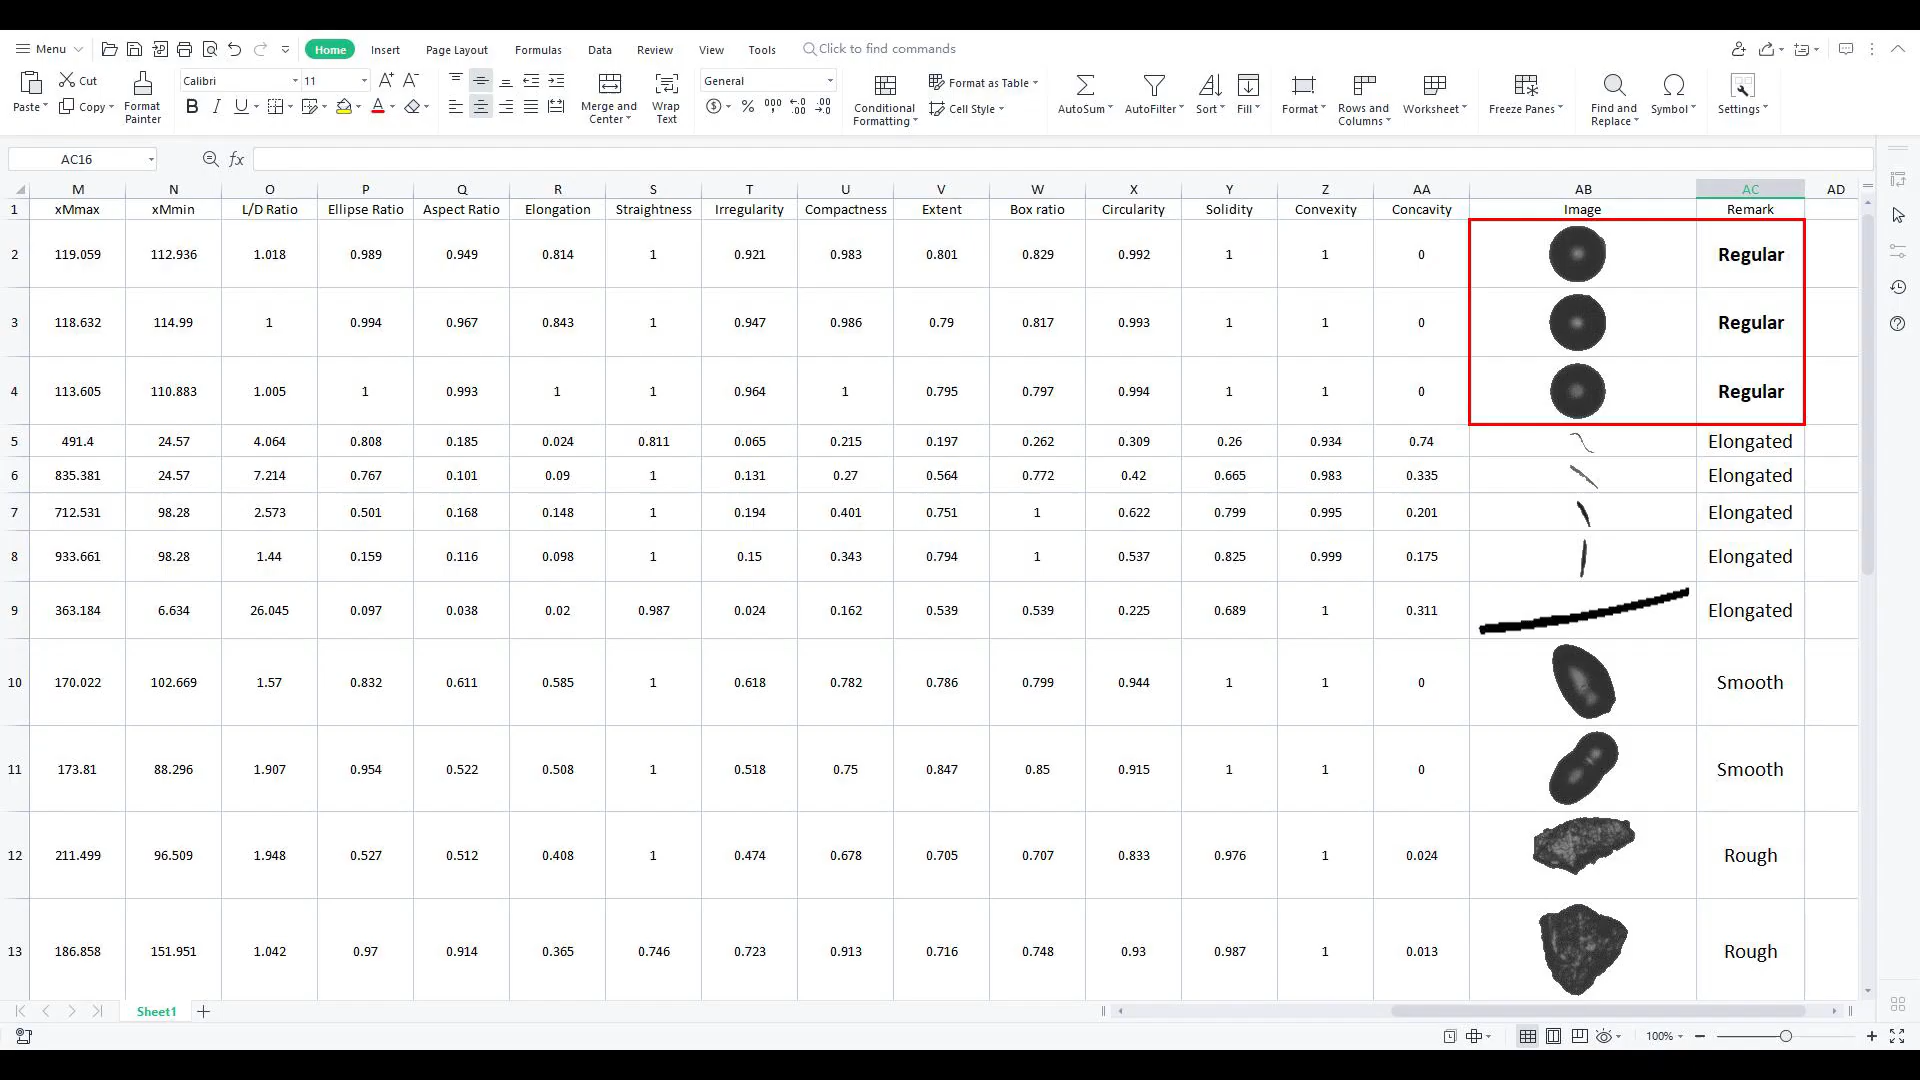 Menu Home Insert Page Layout Formulas Data Review View Tools Click to find commands
Paste Cut Copy Format Painter Calibri 11 B I U A Merge and Center Wrap Text General Conditional Formatting Format as Table Cell Style AutoSum AutoFilter Sort Fill Format Rows and Columns Worksheet Freeze Panes Find and Replace Symbol Settings
AC16 fx
M N O P Q R S T U V W X Y Z AA AB AC AD
1 xMmax xMmin L/D Ratio Ellipse Ratio Aspect Ratio Elongation Straightness Irregularity Compactness Extent Box ratio Circularity Solidity Convexity Concavity Image Remark
2 119.059 112.936 1.018 0.989 0.949 0.814 1 0.921 0.983 0.801 0.829 0.992 1 1 0 Regular
3 118.632 114.99 1 0.994 0.967 0.843 1 0.947 0.986 0.79 0.817 0.993 1 1 0 Regular
4 113.605 110.883 1.005 1 0.993 1 1 0.964 1 0.795 0.797 0.994 1 1 0 Regular
5 491.4 24.57 4.064 0.808 0.185 0.024 0.811 0.065 0.215 0.197 0.262 0.309 0.26 0.934 0.74 Elongated
6 835.381 24.57 7.214 0.767 0.101 0.09 1 0.131 0.27 0.564 0.772 0.42 0.665 0.983 0.335 Elongated
7 712.531 98.28 2.573 0.501 0.168 0.148 1 0.194 0.401 0.751 1 0.622 0.799 0.995 0.201 Elongated
8 933.661 98.28 1.44 0.159 0.116 0.098 1 0.15 0.343 0.794 1 0.537 0.825 0.999 0.175 Elongated
9 363.184 6.634 26.045 0.097 0.038 0.02 0.987 0.024 0.162 0.539 0.539 0.225 0.689 1 0.311 Elongated
10 170.022 102.669 1.57 0.832 0.611 0.585 1 0.618 0.782 0.786 0.799 0.944 1 1 0 Smooth
11 173.81 88.296 1.907 0.954 0.522 0.508 1 0.518 0.75 0.847 0.85 0.915 1 1 0 Smooth
12 211.499 96.509 1.948 0.527 0.512 0.408 1 0.474 0.678 0.705 0.707 0.833 0.976 1 0.024 Rough
13 186.858 151.951 1.042 0.97 0.914 0.365 0.746 0.723 0.913 0.716 0.748 0.93 0.987 1 0.013 Rough
Sheet1
100%